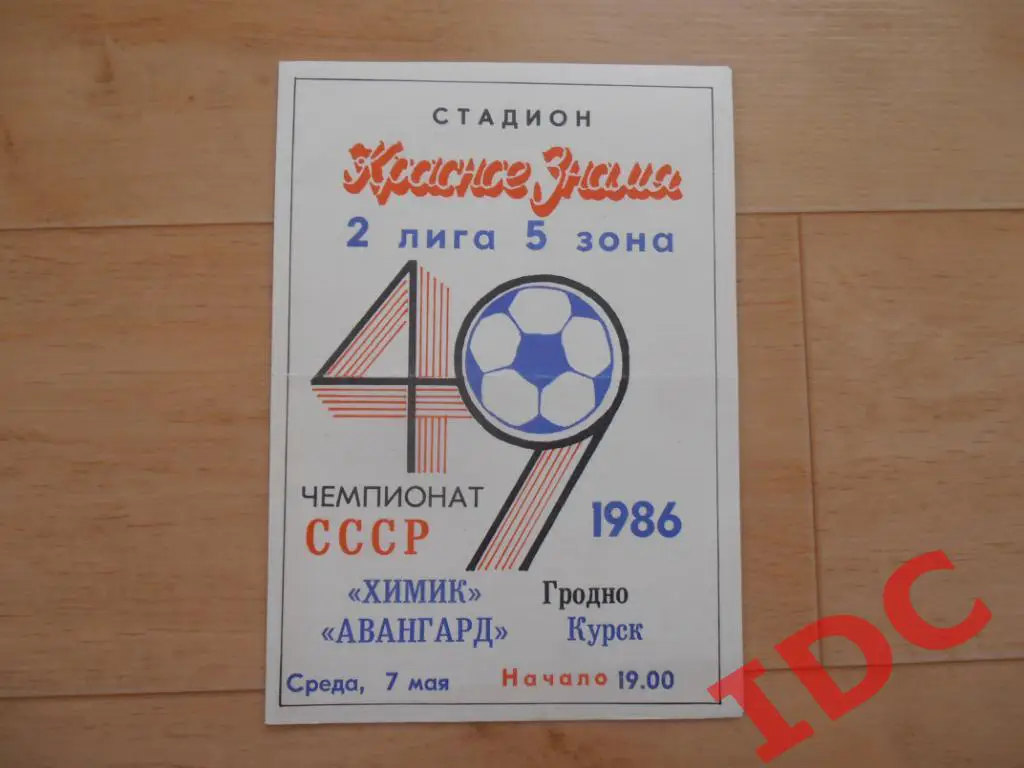 СТАДИОН
Красное Знамя
2 лига 5 зона
49
ЧЕМПИОНАТ
СССР
1986
«ХИМИК» Гродно
«АВАНГАРД» Курск
Среда, 7 мая Начало 19.00
IDC